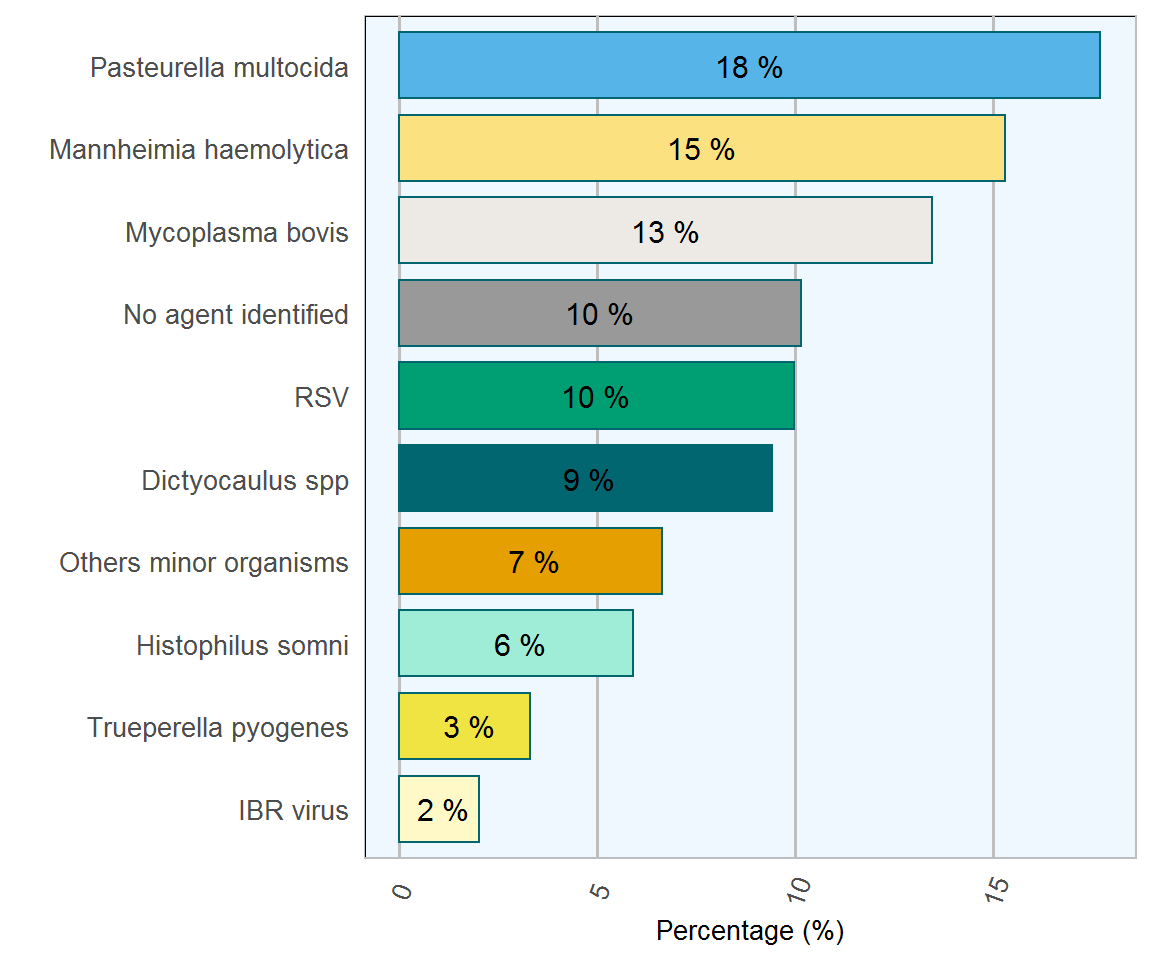 Pasteurella multocida 18 %
Mannheimia haemolytica 15 %
Mycoplasma bovis 13 %
No agent identified 10 %
RSV 10 %
Dictyocaulus spp 9 %
Others minor organisms 7 %
Histophilus somni 6 %
Trueperella pyogenes 3 %
IBR virus 2 %
0 5 10 15
Percentage (%)